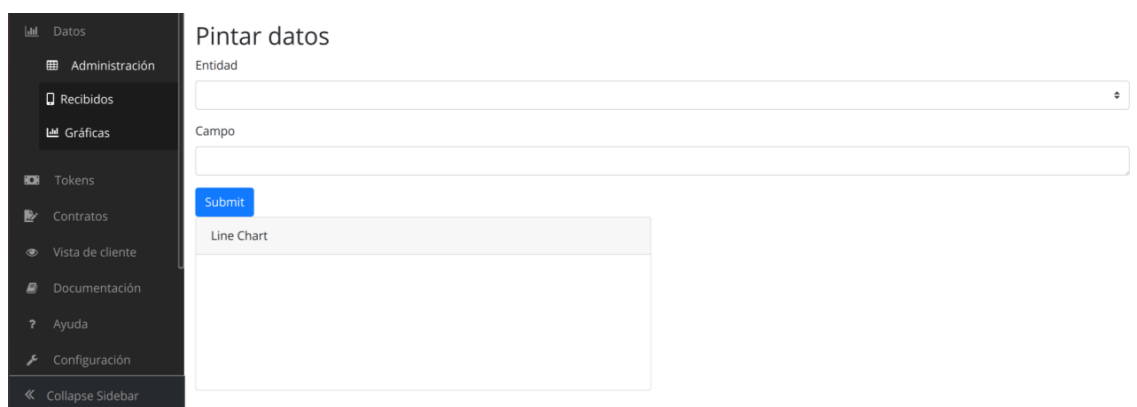 Datos
Administración
Recibidos
Gráficas
Tokens
Contratos
Vista de cliente
Documentación
? Ayuda
Configuración
« Collapse Sidebar
Pintar datos
Entidad
Campo
Submit
Line Chart